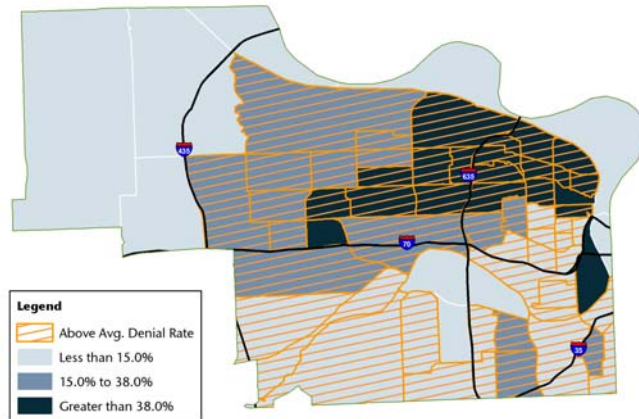 435
635
70
35
Legend
Above Avg. Denial Rate
Less than 15.0%
15.0% to 38.0%
Greater than 38.0%